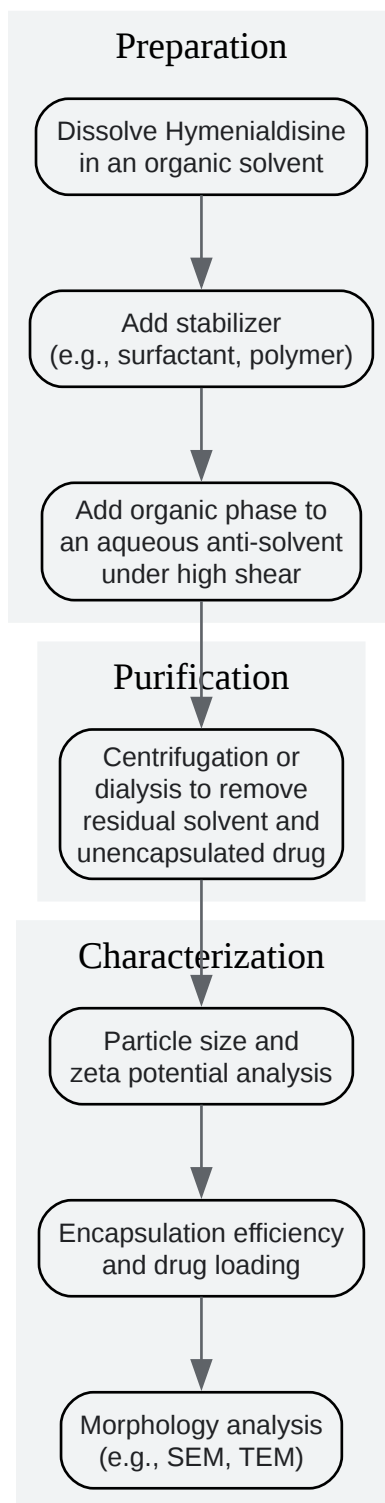 Preparation
Dissolve Hymenialdisine
in an organic solvent
Add stabilizer
(e.g., surfactant, polymer)
Add organic phase to
an aqueous anti-solvent
under high shear
Purification
Centrifugation or
dialysis to remove
residual solvent and
unencapsulated drug
Characterization
Particle size and
zeta potential analysis
Encapsulation efficiency
and drug loading
Morphology analysis
(e.g., SEM, TEM)